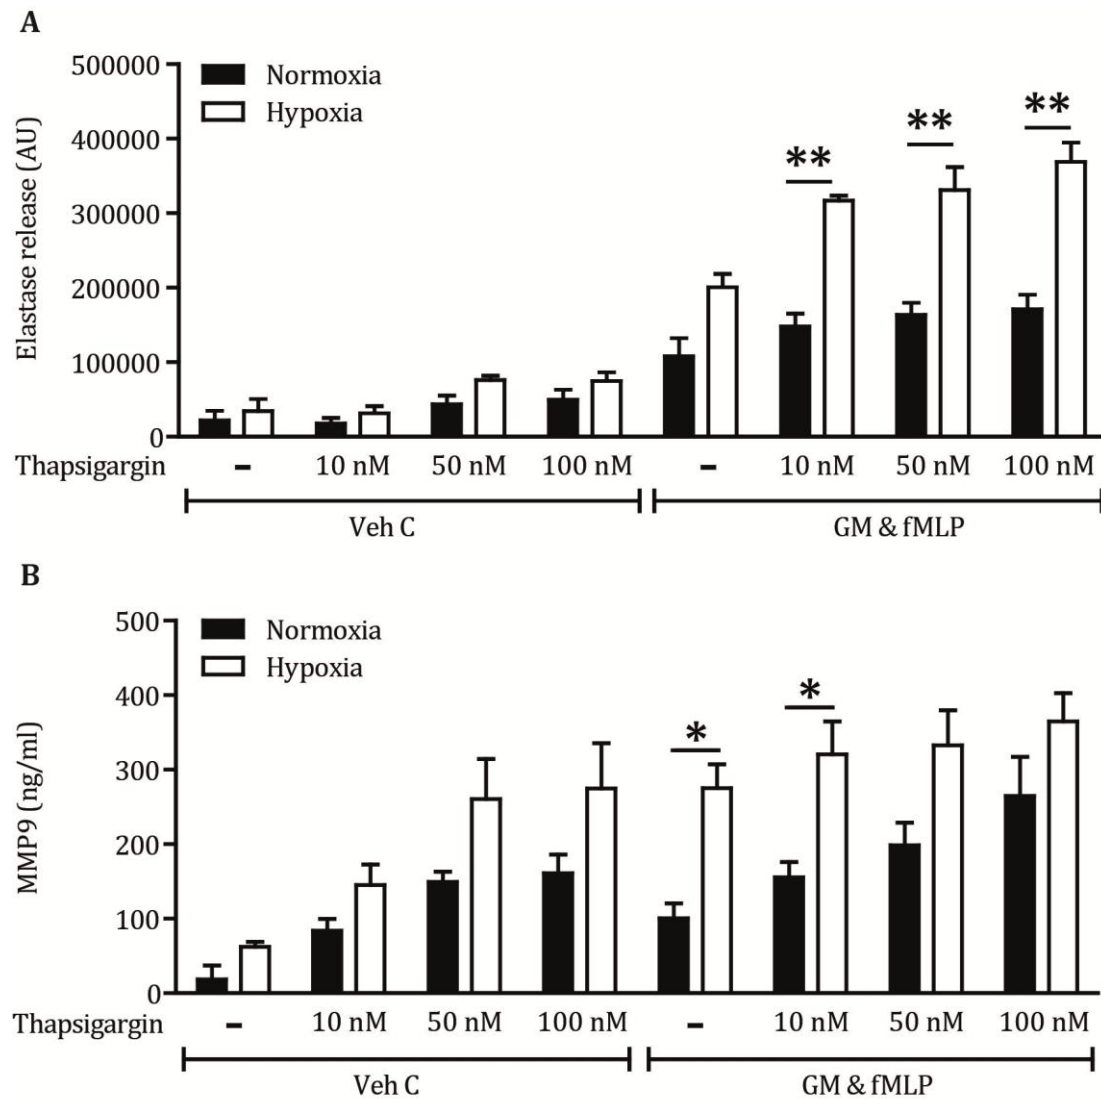 A
500000
400000
300000
200000
100000
0
Elastase release (AU)
Normoxia
Hypoxia
**
**
**
Thapsigargin - 10 nM 50 nM 100 nM - 10 nM 50 nM 100 nM
Veh C GM & fMLP
B
500
400
300
200
100
0
MMP9 (ng/ml)
Normoxia
Hypoxia
*
*
Thapsigargin - 10 nM 50 nM 100 nM - 10 nM 50 nM 100 nM
Veh C GM & fMLP